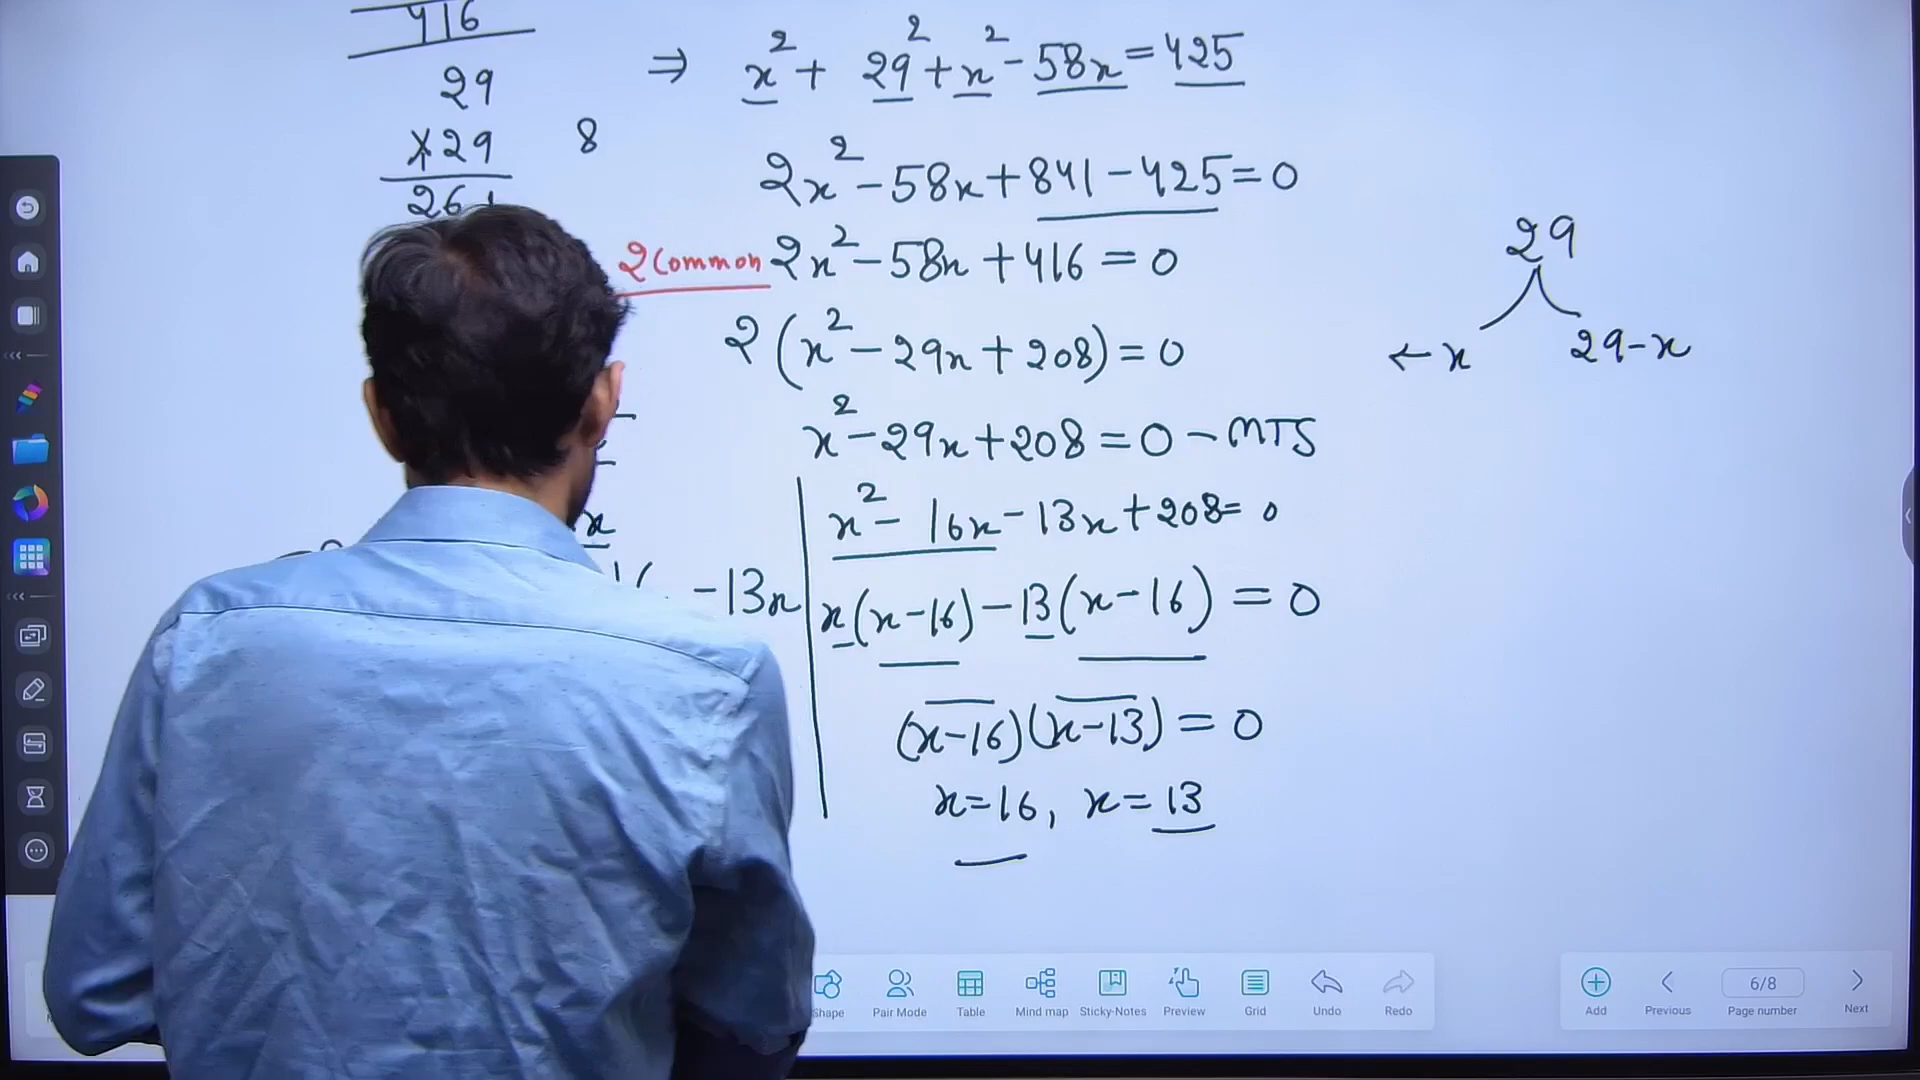 416
29
×29
261
8
⇒ x² + 29² + x² - 58x = 425
2x² - 58x + 841 - 425 = 0
2 Common 2x² - 58x + 416 = 0
2(x² - 29x + 208) = 0
x² - 29x + 208 = 0 - MTS
x² - 16x - 13x + 208 = 0
x
-13x
x(x-16) - 13(x-16) = 0
(x-16)(x-13) = 0
x=16, x=13
29
← x 29-x
Shape Pair Mode Table Mind map Sticky-Notes Preview Grid Undo Redo
Add Previous 6/8 Page number Next